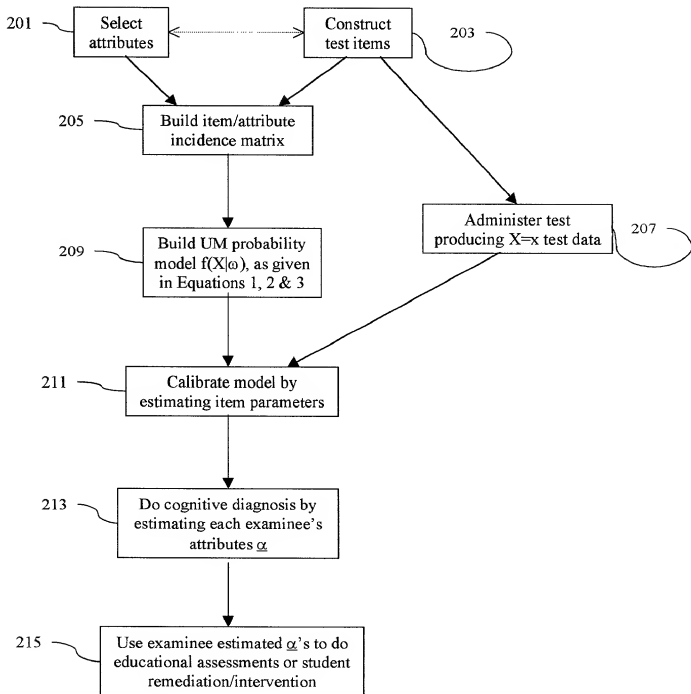 201
Select
attributes
Construct
test items
203
205
Build item/attribute
incidence matrix
Administer test
producing X=x test data
207
209
Build UM probability
model f(X|ω), as given
in Equations 1, 2 & 3
211
Calibrate model by
estimating item parameters
213
Do cognitive diagnosis by
estimating each examinee's
attributes α
215
Use examinee estimated α's to do
educational assessments or student
remediation/intervention